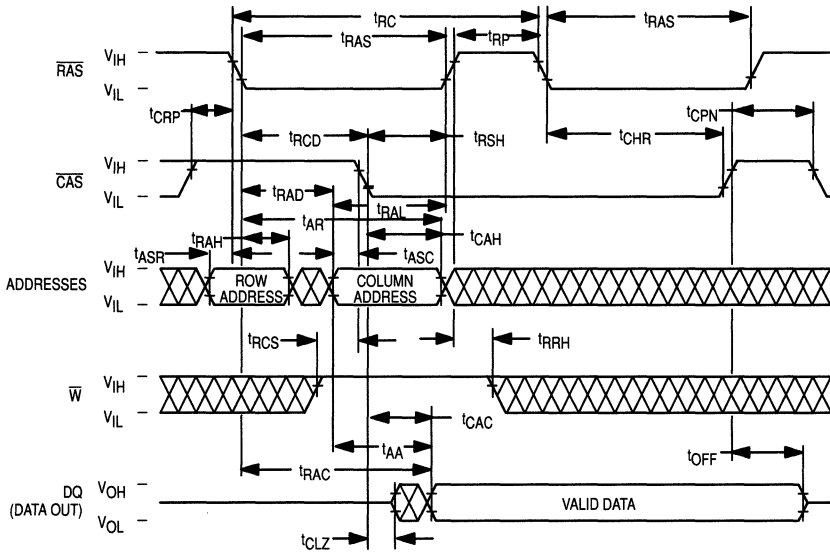 tRC
tRAS
tRP
tRAS
RAS
VIH
VIL
tCRP
tRCD
tRSH
tCHR
tCPN
CAS
VIH
VIL
tRAD
tRAL
tAR
tRAH
tCAH
tASR
tASC
ADDRESSES
VIH
VIL
ROW ADDRESS
COLUMN ADDRESS
tRCS
tRRH
W
VIH
VIL
tCAC
tAA
tRAC
tOFF
DQ
(DATA OUT)
VOH
VOL
VALID DATA
tCLZ